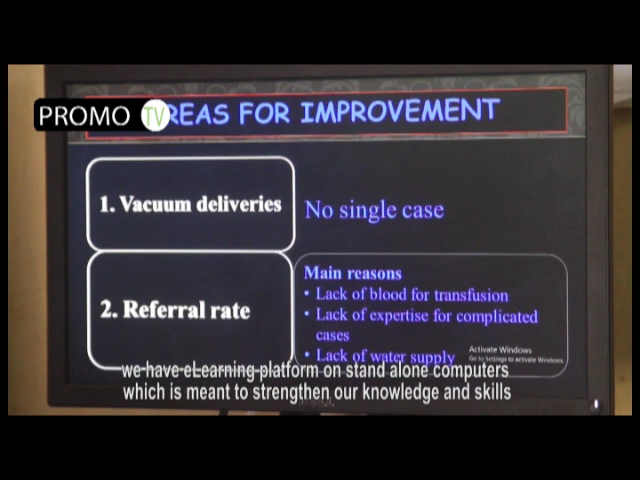 PROMO TV
REAS FOR IMPROVEMENT
1. Vacuum deliveries
No single case
2. Referral rate
Main reasons
• Lack of blood for transfusion
• Lack of expertise for complicated
cases
• Lack of water supply
Activate Windows
Go to Settings to activate Windows.
we have eLearning platform on stand alone computers
which is meant to strengthen our knowledge and skills